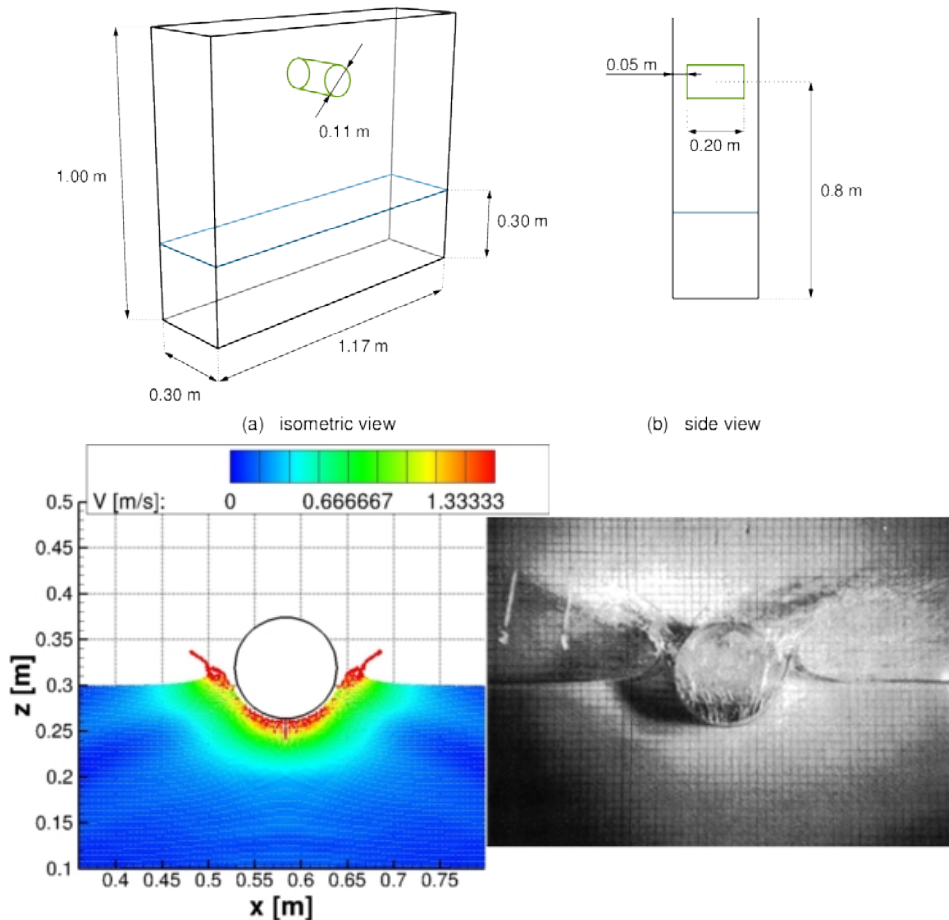 0.11 m
1.00 m
0.30 m
1.17 m
0.30 m
(a) isometric view
0.05 m
0.20 m
0.8 m
(b) side view
V [m/s]: 0 0.666667 1.33333
0.5
0.45
0.4
0.35
0.3
0.25
0.2
0.15
0.1
z [m]
0.4 0.45 0.5 0.55 0.6 0.65 0.7 0.75
x [m]